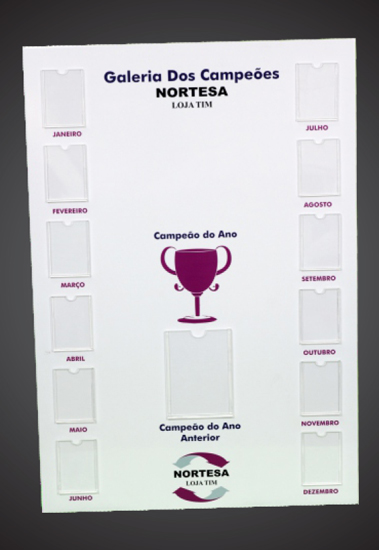 Galeria Dos Campeões
NORTESA
LOJA TIM
JANEIRO
FEVEREIRO
MARÇO
ABRIL
MAIO
JUNHO
Campeão do Ano
Campeão do Ano
Anterior
NORTESA
LOJA TIM
JULHO
AGOSTO
SETEMBRO
OUTUBRO
NOVEMBRO
DEZEMBRO